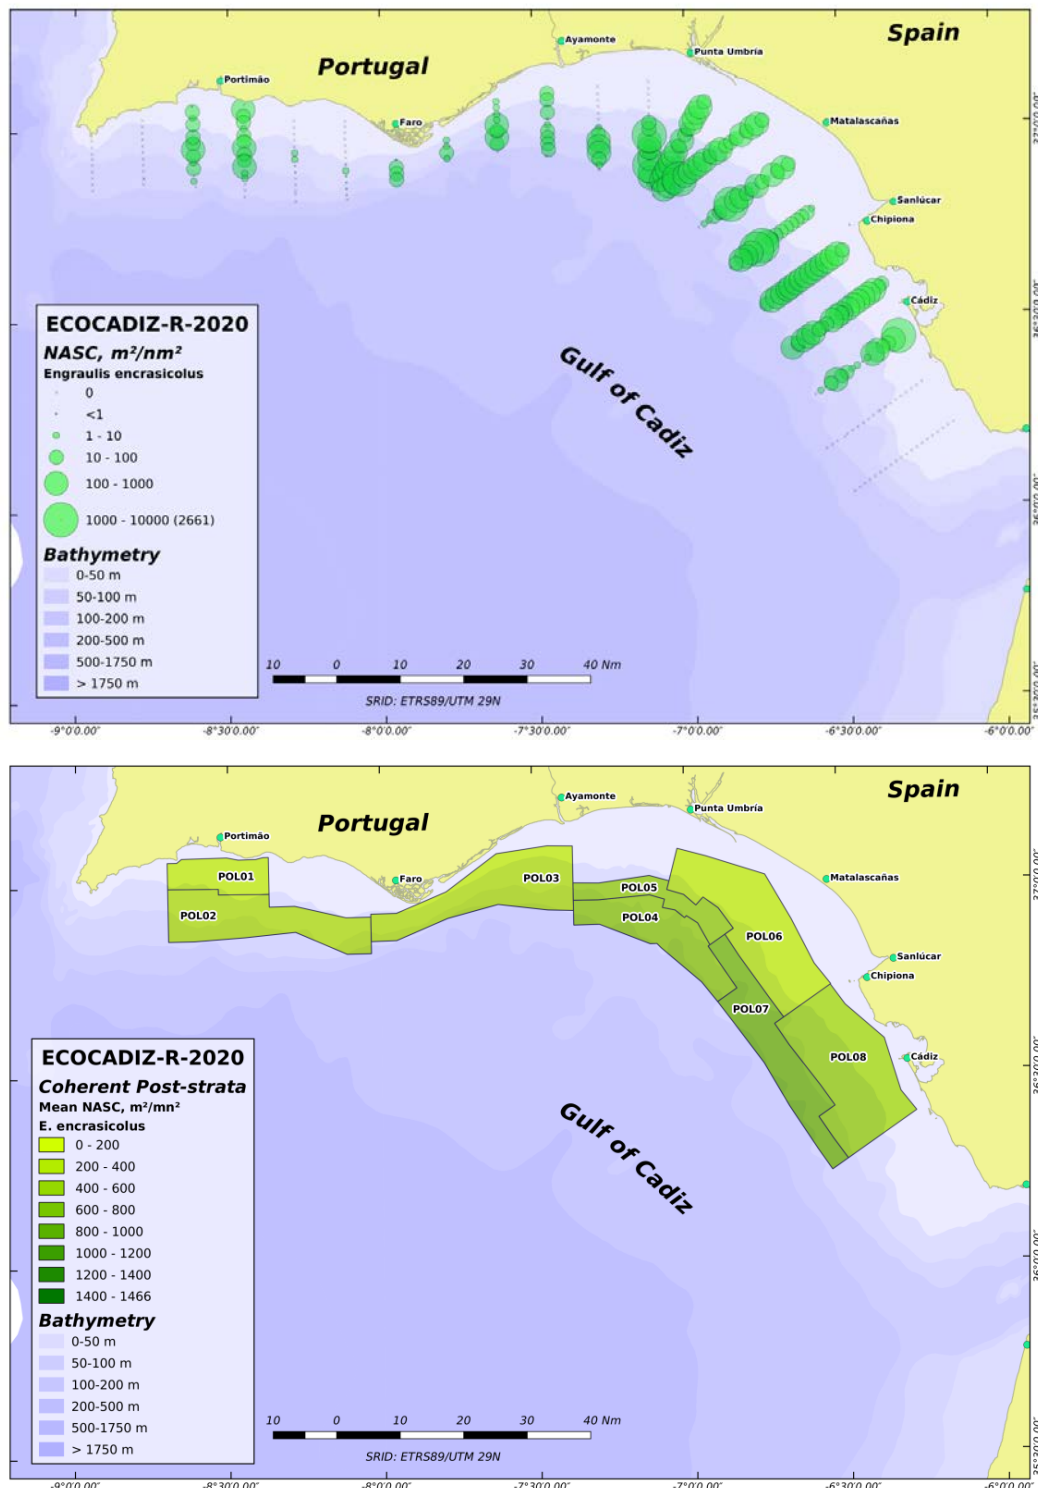 Spain
Portugal
Ayamonte
Punta Umbría
Portimão
Faro
Matalascañas
Sanlúcar
Chipiona
Cádiz
Gulf of Cadiz
ECOCADIZ-R-2020
NASC, m²/nm²
Engraulis encrasicolus
0
<1
1 - 10
10 - 100
100 - 1000
1000 - 10000 (2661)
Bathymetry
0-50 m
50-100 m
100-200 m
200-500 m
500-1750 m
> 1750 m
10 0 10 20 30 40 Nm
SRID: ETRS89/UTM 29N
-9°0'0.00" -8°30'0.00" -8°0'0.00" -7°30'0.00" -7°0'0.00" -6°30'0.00" -6°0'0.00"
Spain
Portugal
Ayamonte
Punta Umbría
Portimão
Faro
Matalascañas
Sanlúcar
Chipiona
Cádiz
POL01
POL02
POL03
POL05
POL04
POL06
POL07
POL08
Gulf of Cadiz
ECOCADIZ-R-2020
Coherent Post-strata
Mean NASC, m²/mn²
E. encrasicolus
0 - 200
200 - 400
400 - 600
600 - 800
800 - 1000
1000 - 1200
1200 - 1400
1400 - 1466
Bathymetry
0-50 m
50-100 m
100-200 m
200-500 m
500-1750 m
> 1750 m
10 0 10 20 30 40 Nm
SRID: ETRS89/UTM 29N